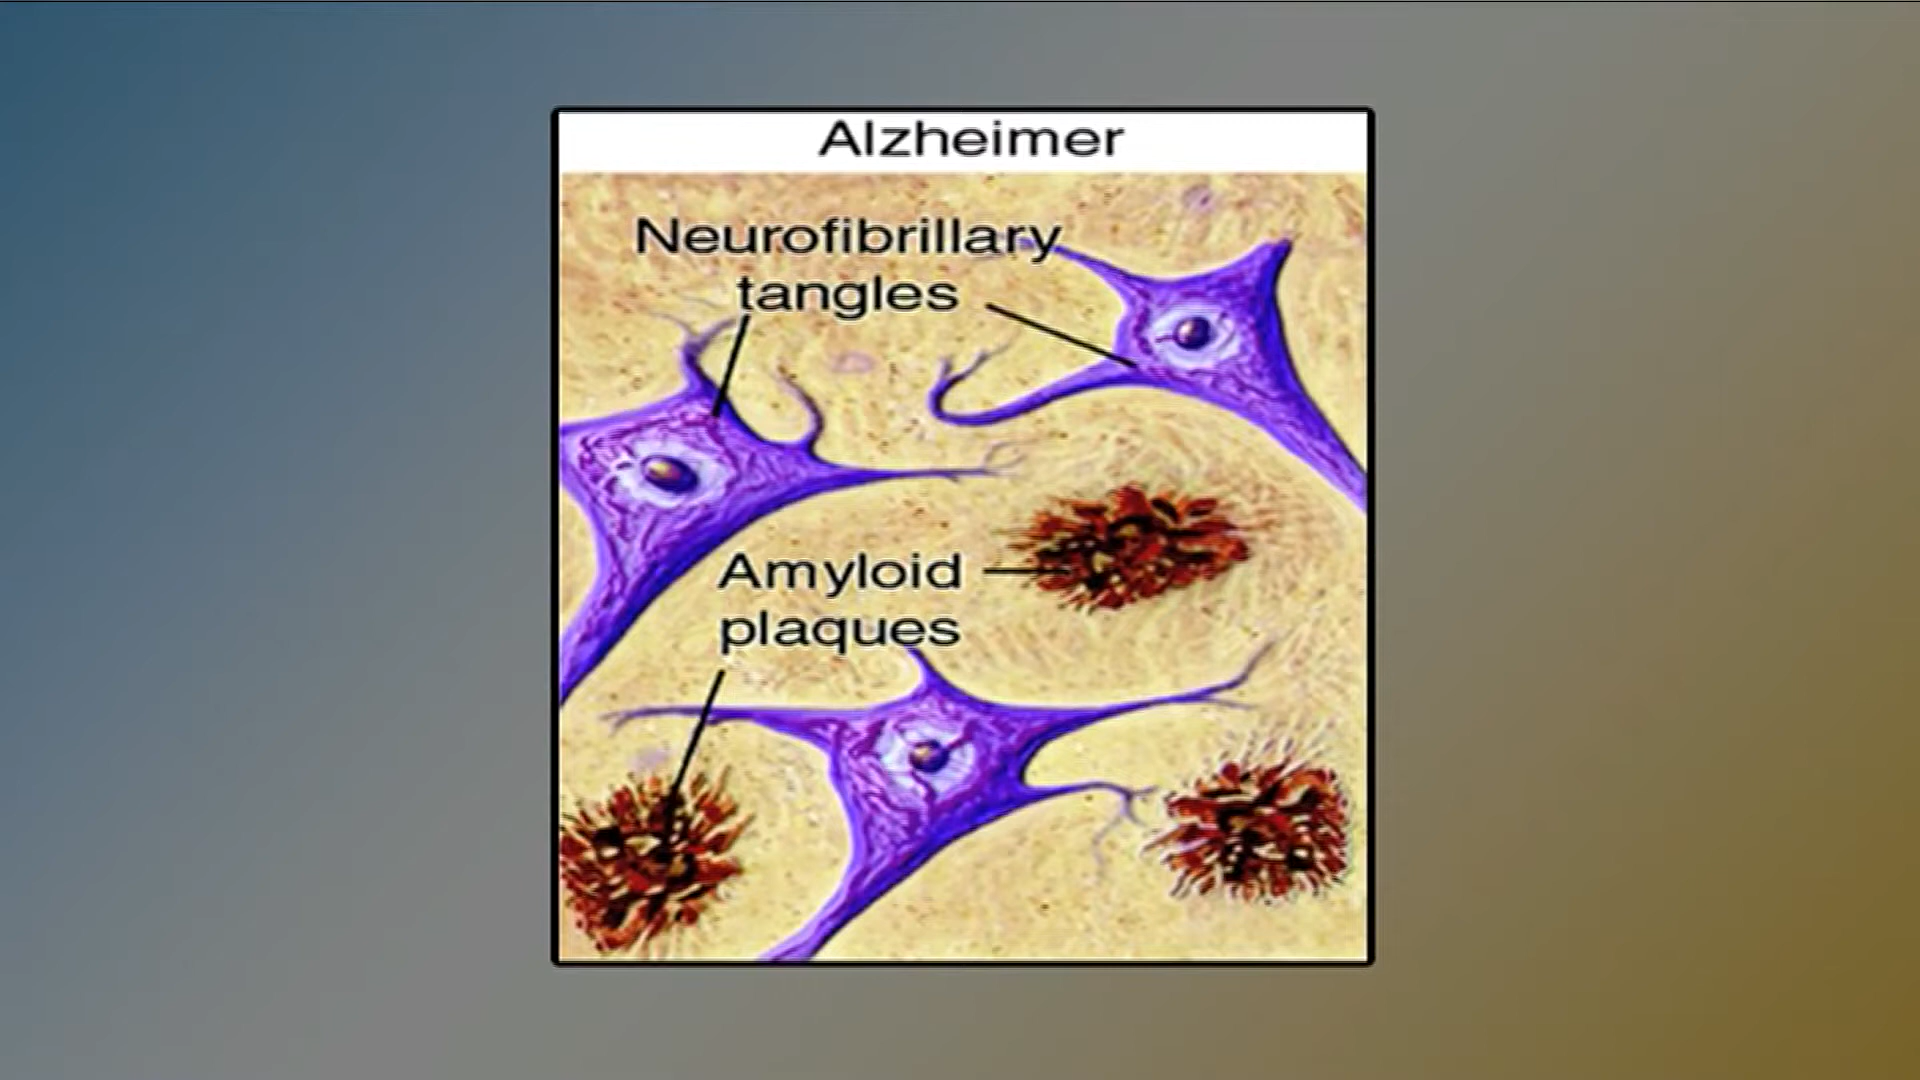 Alzheimer
Neurofibrillary
tangles
Amyloid
plaques